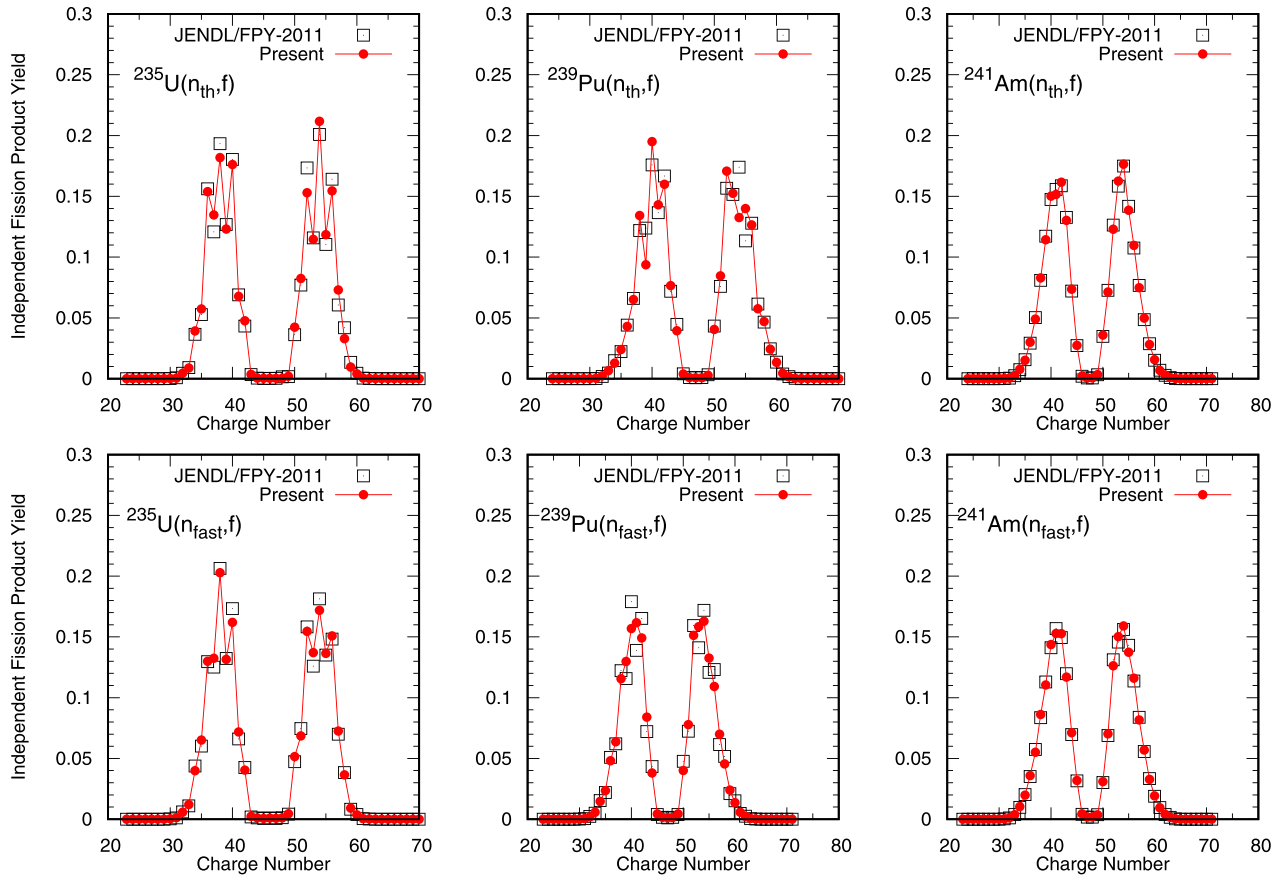 Independent Fission Product Yield
0.3
0.25
0.2
0.15
0.1
0.05
0
JENDL/FPY-2011
Present
235U(nth,f)
20 30 40 50 60 70
Charge Number
0.3
0.25
0.2
0.15
0.1
0.05
0
JENDL/FPY-2011
Present
239Pu(nth,f)
20 30 40 50 60 70
Charge Number
0.3
0.25
0.2
0.15
0.1
0.05
0
JENDL/FPY-2011
Present
241Am(nth,f)
20 30 40 50 60 70 80
Charge Number
Independent Fission Product Yield
0.3
0.25
0.2
0.15
0.1
0.05
0
JENDL/FPY-2011
Present
235U(nfast,f)
20 30 40 50 60 70
Charge Number
0.3
0.25
0.2
0.15
0.1
0.05
0
JENDL/FPY-2011
Present
239Pu(nfast,f)
20 30 40 50 60 70 80
Charge Number
0.3
0.25
0.2
0.15
0.1
0.05
0
JENDL/FPY-2011
Present
241Am(nfast,f)
20 30 40 50 60 70 80
Charge Number